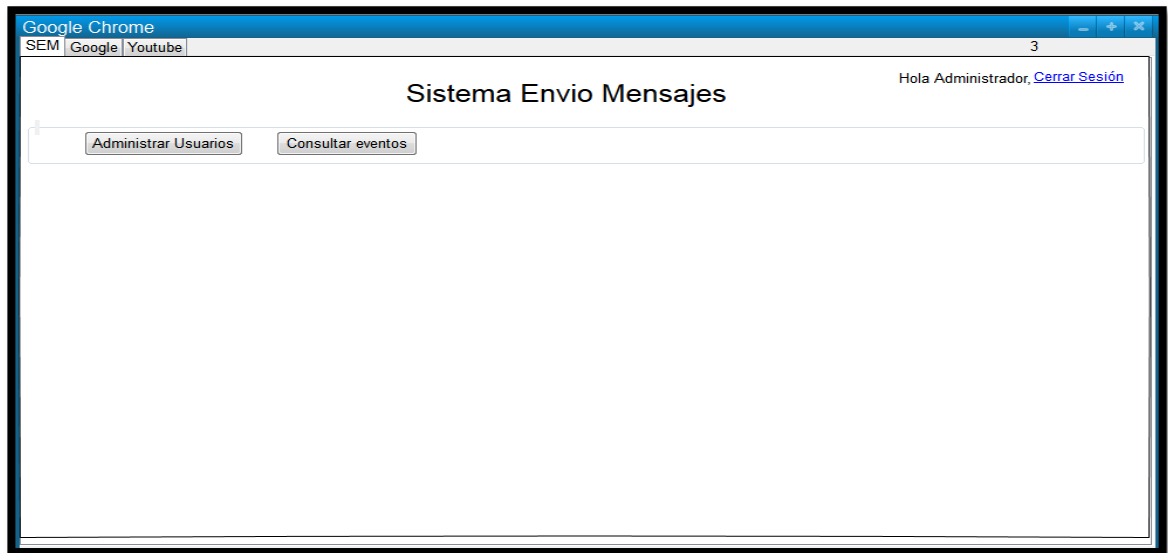 Google Chrome
SEM Google Youtube 3
Hola Administrador, Cerrar Sesión
Sistema Envio Mensajes
Administrar Usuarios Consultar eventos